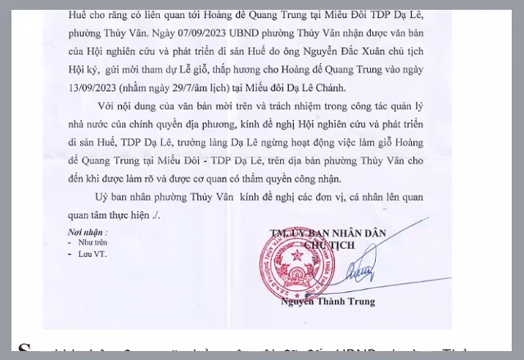 Huế cho rằng có liên quan tới Hoàng đế Quang Trung tại Miếu Đôi TDP Dạ Lê,
phường Thủy Vân. Ngày 07/09/2023 UBND phường Thủy Vân nhận được văn bản
của Hội nghiên cứu và phát triển di sản Huế do ông Nguyễn Đắc Xuân chủ tịch
Hội ký, gửi mời tham dự Lễ giỗ, thắp hương cho Hoàng đế Quang Trung vào ngày
13/09/2023 (nhằm ngày 29/7/âm lịch) tại Miếu đôi Dạ Lê Chánh.
Với nội dung của văn bản mời trên và trách nhiệm trong công tác quản lý
nhà nước của chính quyền địa phương, kính đề nghị Hội nghiên cứu và phát triển
di sản Huế, TDP Dạ Lê, trưởng làng Dạ Lê ngừng hoạt động việc làm giỗ Hoàng
đế Quang Trung tại Miếu Đôi - TDP Dạ Lê, trên địa bàn phường Thủy Vân cho
đến khi được làm rõ và được cơ quan có thẩm quyền công nhận.
Uỷ ban nhân phường Thủy Vân kính đề nghị các đơn vị, cá nhân lên quan
quan tâm thực hiện ./.
Nơi nhận :
- Như trên
- Lưu VT.
TM. ỦY BAN NHÂN DÂN
CHỦ TỊCH
Nguyễn Thành Trung